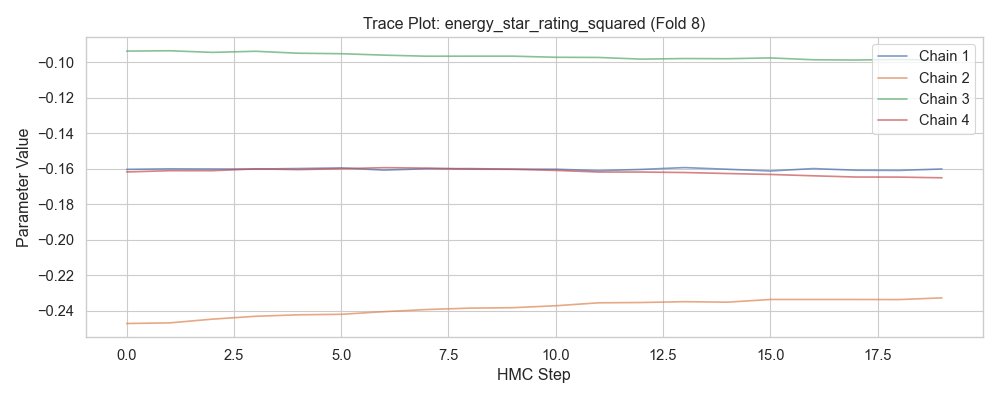 Trace Plot: energy_star_rating_squared (Fold 8)
Parameter Value
−0.10
−0.12
−0.14
−0.16
−0.18
−0.20
−0.22
−0.24
Chain 1
Chain 2
Chain 3
Chain 4
0.0 2.5 5.0 7.5 10.0 12.5 15.0 17.5
HMC Step